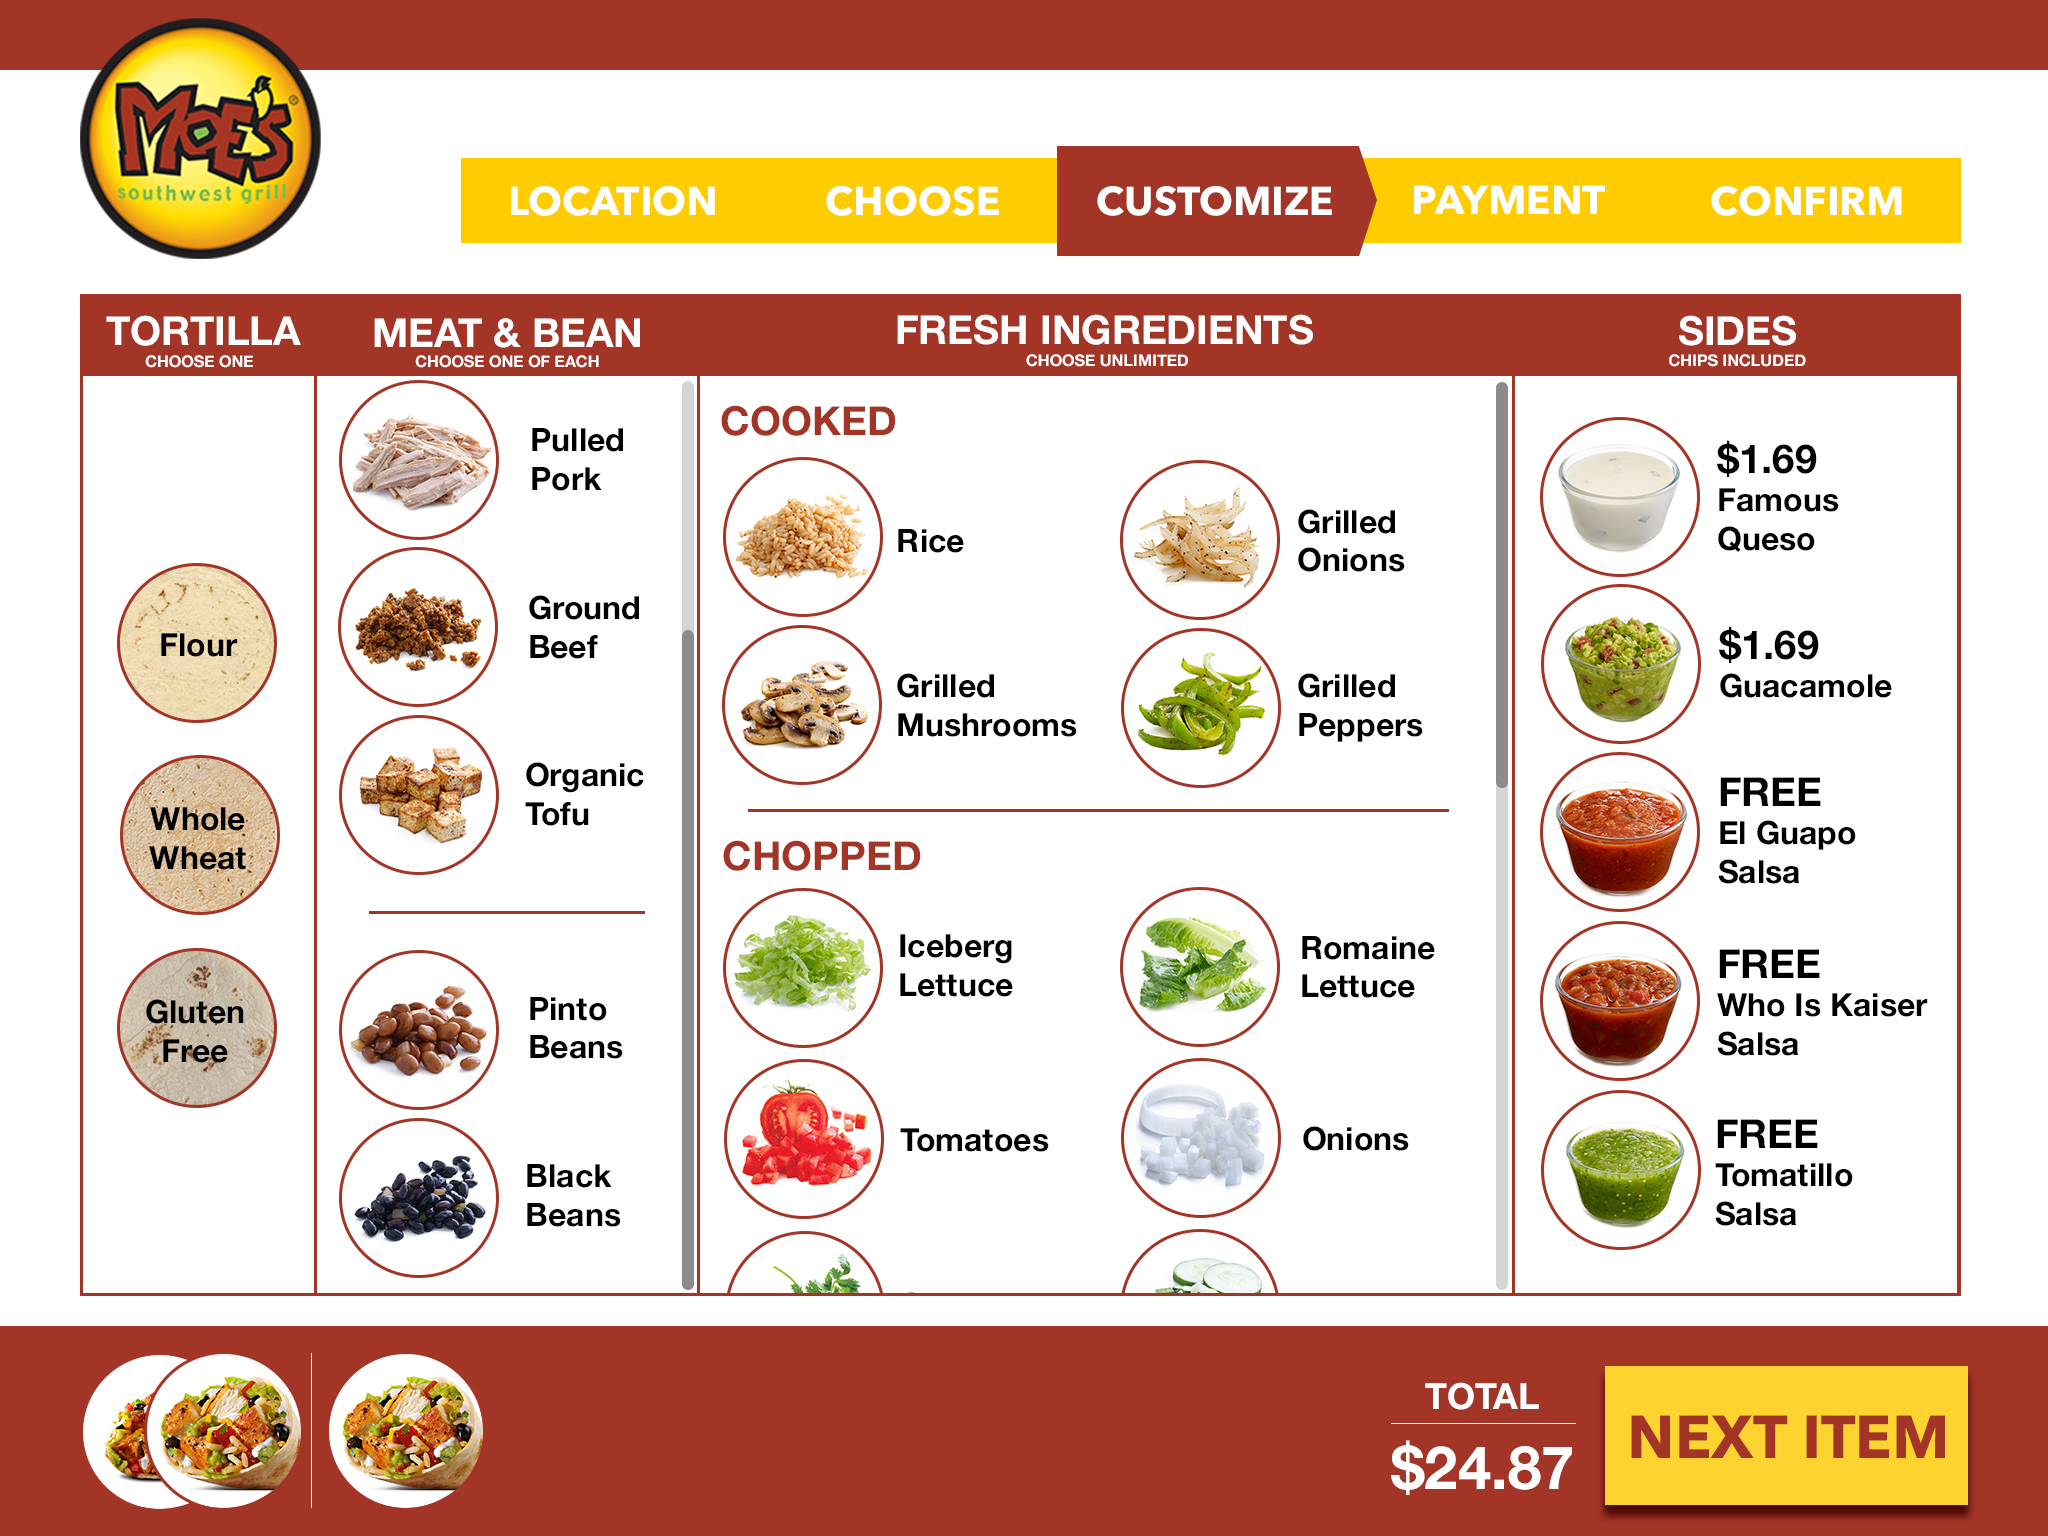 MOE'S®
southwest grill
LOCATION
CHOOSE
CUSTOMIZE
PAYMENT
CONFIRM
TORTILLA
CHOOSE ONE
MEAT & BEAN
CHOOSE ONE OF EACH
FRESH INGREDIENTS
CHOOSE UNLIMITED
SIDES
CHIPS INCLUDED
Flour
Whole
Wheat
Gluten
Free
Pulled
Pork
Ground
Beef
Organic
Tofu
Pinto
Beans
Black
Beans
COOKED
Rice
Grilled
Onions
Grilled
Mushrooms
Grilled
Peppers
CHOPPED
Iceberg
Lettuce
Romaine
Lettuce
Tomatoes
Onions
$1.69
Famous
Queso
$1.69
Guacamole
FREE
El Guapo
Salsa
FREE
Who Is Kaiser
Salsa
FREE
Tomatillo
Salsa
TOTAL
$24.87
NEXT ITEM